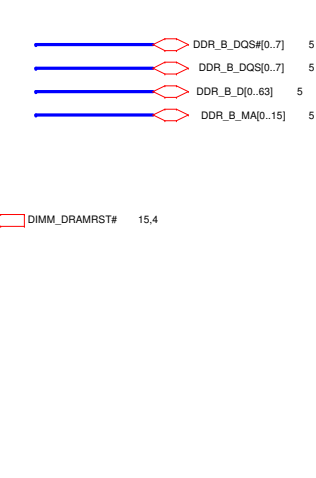 DDR_B_DQS#[0..7] 5
DDR_B_DQS[0..7] 5
DDR_B_D[0..63] 5
DDR_B_MA[0..15] 5
DIMM_DRAMRST# 15,4